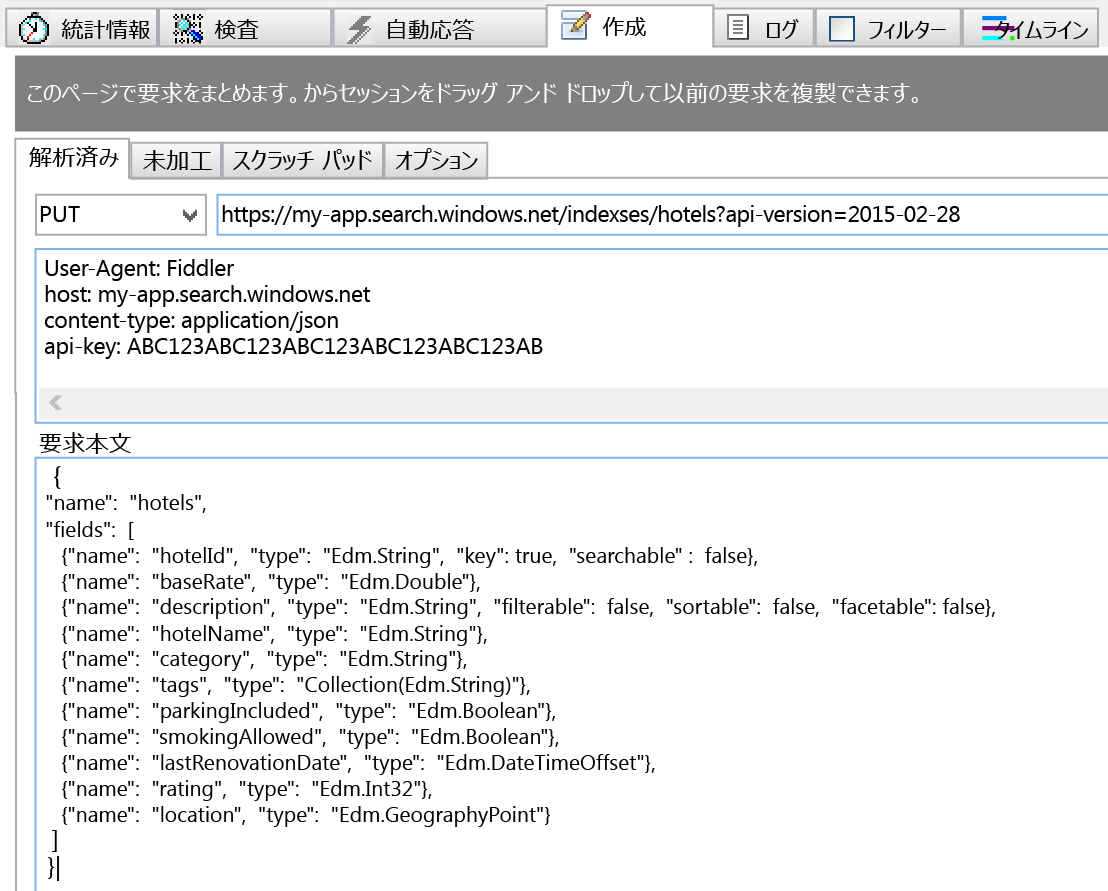 統計情報 検査 自動応答 作成 ログ フィルター タイムライン
このページで要求をまとめます。からセッションをドラッグ アンド ドロップして以前の要求を複製できます。
解析済み 未加工 スクラッチ パッド オプション
PUT https://my-app.search.windows.net/indexses/hotels?api-version=2015-02-28
User-Agent: Fiddler
host: my-app.search.windows.net
content-type: application/json
api-key: ABC123ABC123ABC123ABC123ABC123AB
要求本文
{
"name": "hotels",
"fields": [
{"name": "hotelId", "type": "Edm.String", "key": true, "searchable" : false},
{"name": "baseRate", "type": "Edm.Double"},
{"name": "description", "type": "Edm.String", "filterable": false, "sortable": false, "facetable": false},
{"name": "hotelName", "type": "Edm.String"},
{"name": "category", "type": "Edm.String"},
{"name": "tags", "type": "Collection(Edm.String)"},
{"name": "parkingIncluded", "type": "Edm.Boolean"},
{"name": "smokingAllowed", "type": "Edm.Boolean"},
{"name": "lastRenovationDate", "type": "Edm.DateTimeOffset"},
{"name": "rating", "type": "Edm.Int32"},
{"name": "location", "type": "Edm.GeographyPoint"}
]
}